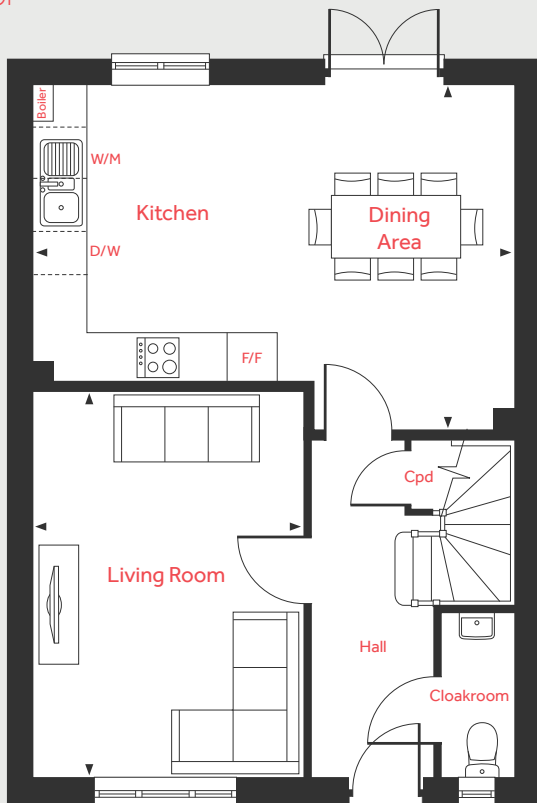 Boiler
W/M
Kitchen
Dining
Area
D/W
F/F
Cpd
Living Room
Hall
Cloakroom